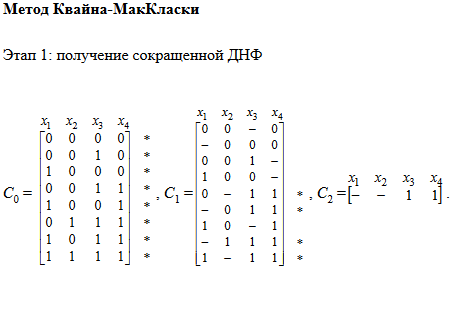 Метод Квайна-МакКласки
Этап 1: получение сокращенной ДНФ
x₁ x₂ x₃ x₄
C₀ =
0 0 0 0 *
0 0 1 0 *
1 0 0 0 *
0 0 1 1 *
1 0 0 1 *
0 1 1 1 *
1 0 1 1 *
1 1 1 1 *
, C₁ =
x₁ x₂ x₃ x₄
0 0 – 0
– 0 0 0
0 0 1 –
1 0 0 –
0 – 1 1 *
– 0 1 1 *
1 0 – 1
– 1 1 1 *
1 – 1 1 *
, C₂ =
x₁ x₂ x₃ x₄
[– – 1 1] .